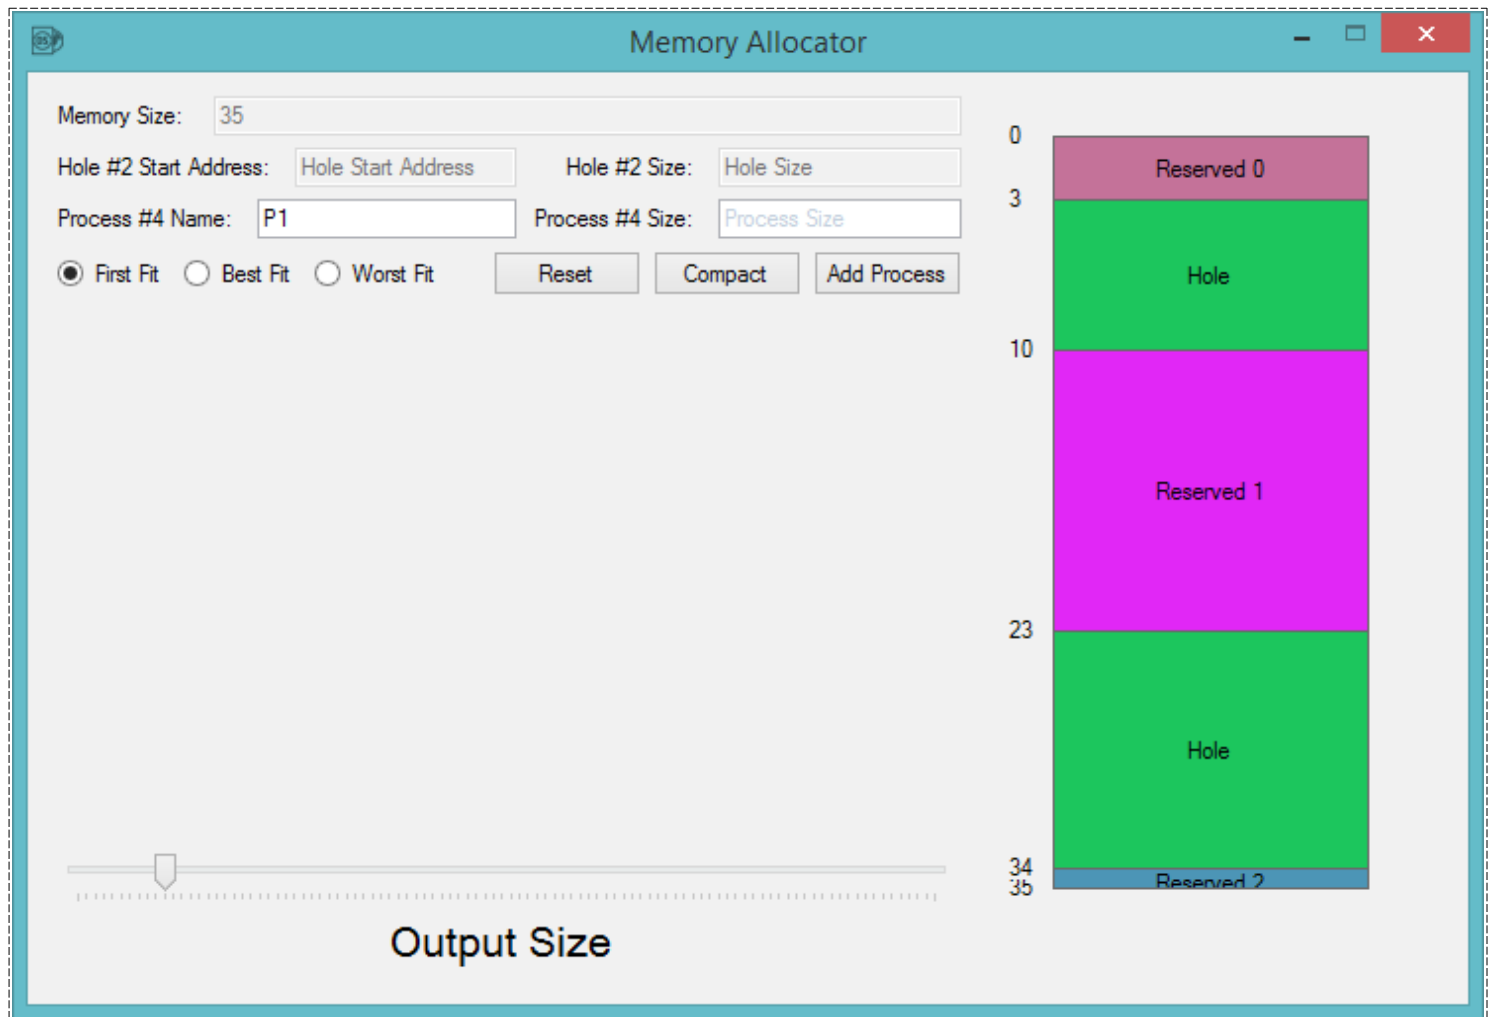 Memory Allocator
Memory Size: 35
Hole #2 Start Address: Hole Start Address Hole #2 Size: Hole Size
Process #4 Name: P1 Process #4 Size: Process Size
First Fit Best Fit Worst Fit Reset Compact Add Process
0
Reserved 0
3
Hole
10
Reserved 1
23
Hole
34
Reserved 2
35
Output Size